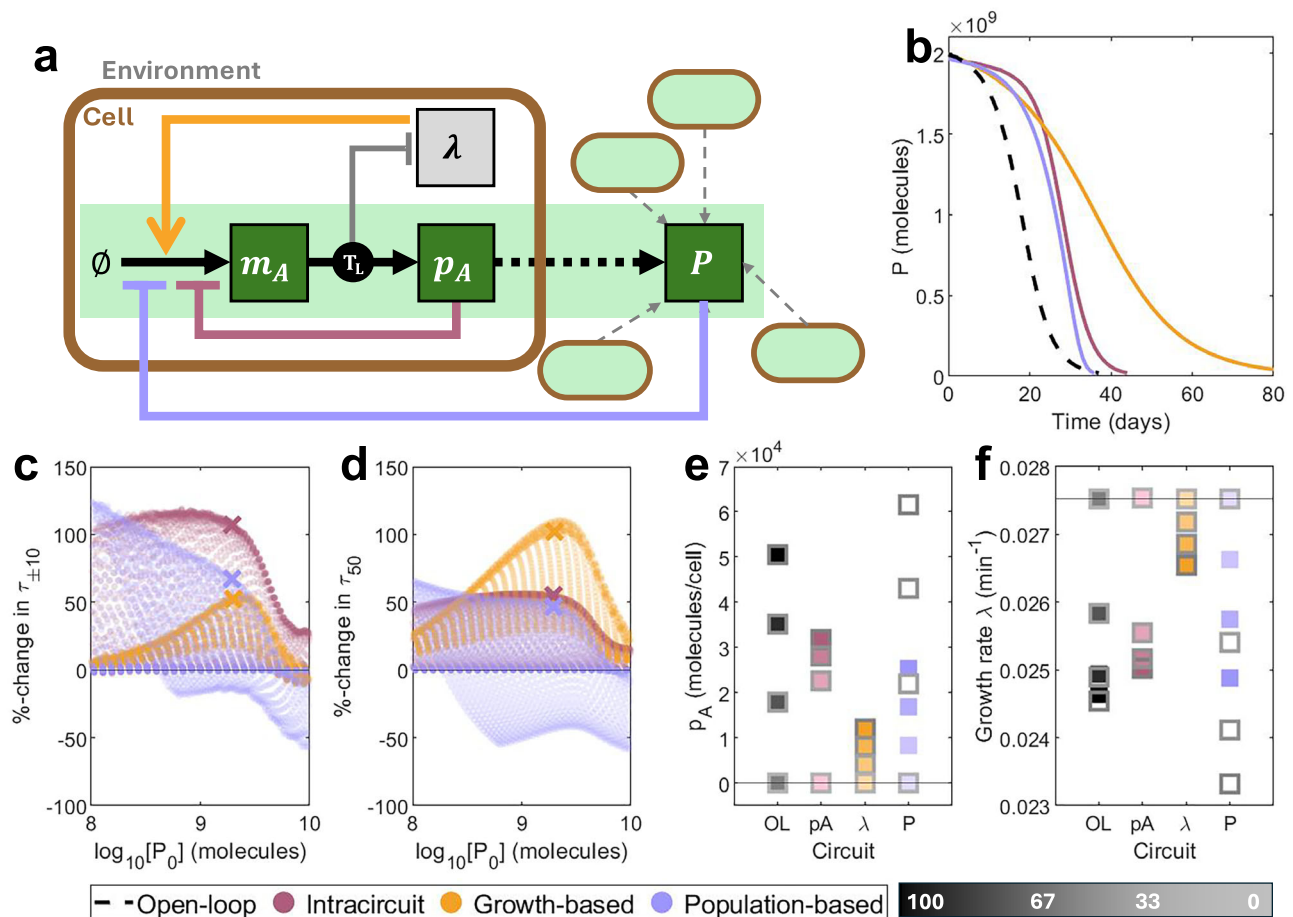 a
Environment
Cell
λ
∅
m_A
T_L
p_A
P
b
×10⁹
P (molecules)
2
1.5
1
0.5
0
0
20
40
60
80
Time (days)
c
%-change in τ_±10
150
100
50
0
-50
-100
8
9
10
log₁₀[P₀] (molecules)
d
%-change in τ₅₀
150
100
50
0
-50
-100
8
9
10
log₁₀[P₀] (molecules)
e
×10⁴
p_A (molecules/cell)
7
6
5
4
3
2
1
0
OL
pA
λ
P
Circuit
f
Growth rate λ (min⁻¹)
0.028
0.027
0.026
0.025
0.024
0.023
OL
pA
λ
P
Circuit
Open-loop
Intracircuit
Growth-based
Population-based
100
67
33
0